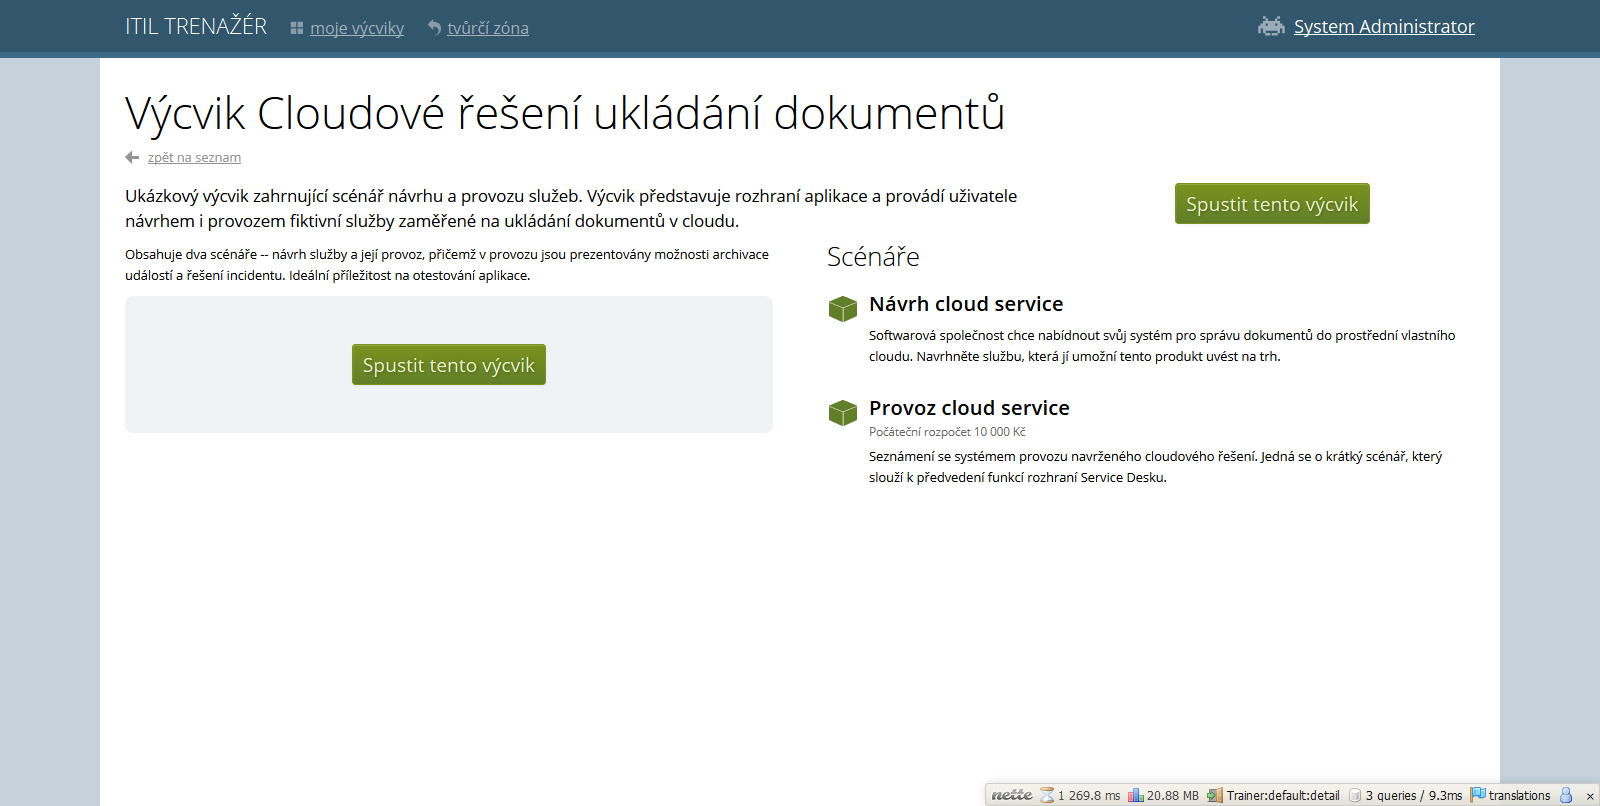 ITIL TRENAŽÉR moje výcviky tvůrčí zóna System Administrator
Výcvik Cloudové řešení ukládání dokumentů
zpět na seznam
Ukázkový výcvik zahrnující scénář návrhu a provozu služeb. Výcvik představuje rozhraní aplikace a provádí uživatele
návrhem i provozem fiktivní služby zaměřené na ukládání dokumentů v cloudu.
Spustit tento výcvik
Obsahuje dva scénáře -- návrh služby a její provoz, přičemž v provozu jsou prezentovány možnosti archivace
událostí a řešení incidentu. Ideální příležitost na otestování aplikace.
Spustit tento výcvik
Scénáře
Návrh cloud service
Softwarová společnost chce nabídnout svůj systém pro správu dokumentů do prostřední vlastního
cloudu. Navrhněte službu, která jí umožní tento produkt uvést na trh.
Provoz cloud service
Počáteční rozpočet 10 000 Kč
Seznámení se systémem provozu navrženého cloudového řešení. Jedná se o krátký scénář, který
slouží k předvedení funkcí rozhraní Service Desku.
nette 1 269.8 ms 20.88 MB Trainer:default:detail 3 queries / 9.3ms translations ×